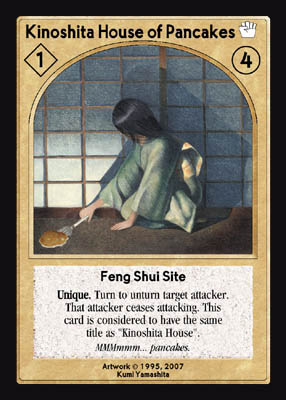 Kinoshita House of Pancakes
1
4
Feng Shui Site
Unique. Turn to unturn target attacker.
That attacker ceases attacking. This
card is considered to have the same
title as "Kinoshita House".
MMMmmm... pancakes.
Artwork © 1995, 2007
Kumi Yamashita